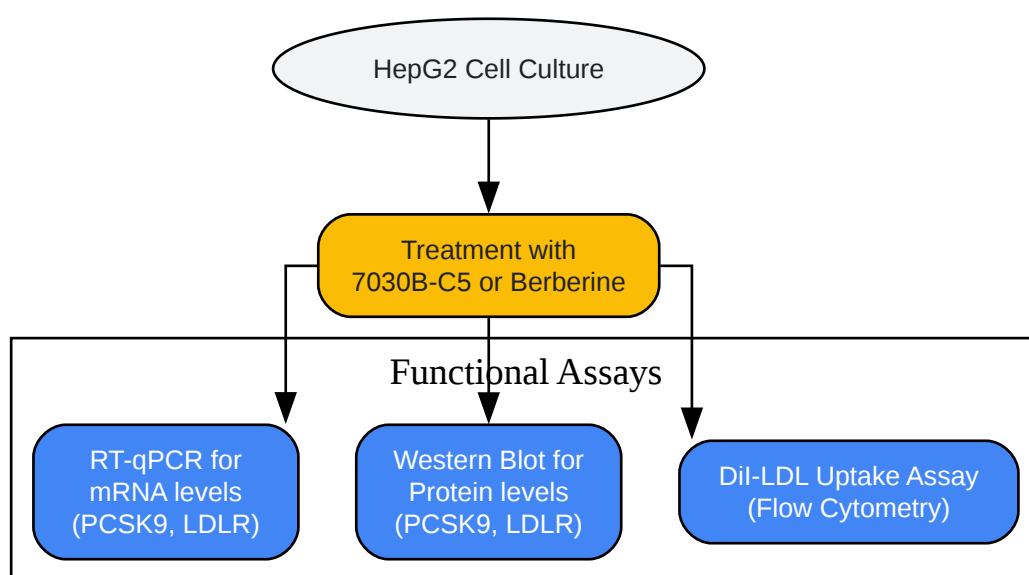 HepG2 Cell Culture
Treatment with
7030B-C5 or Berberine
Functional Assays
RT-qPCR for
mRNA levels
(PCSK9, LDLR)
Western Blot for
Protein levels
(PCSK9, LDLR)
DiI-LDL Uptake Assay
(Flow Cytometry)